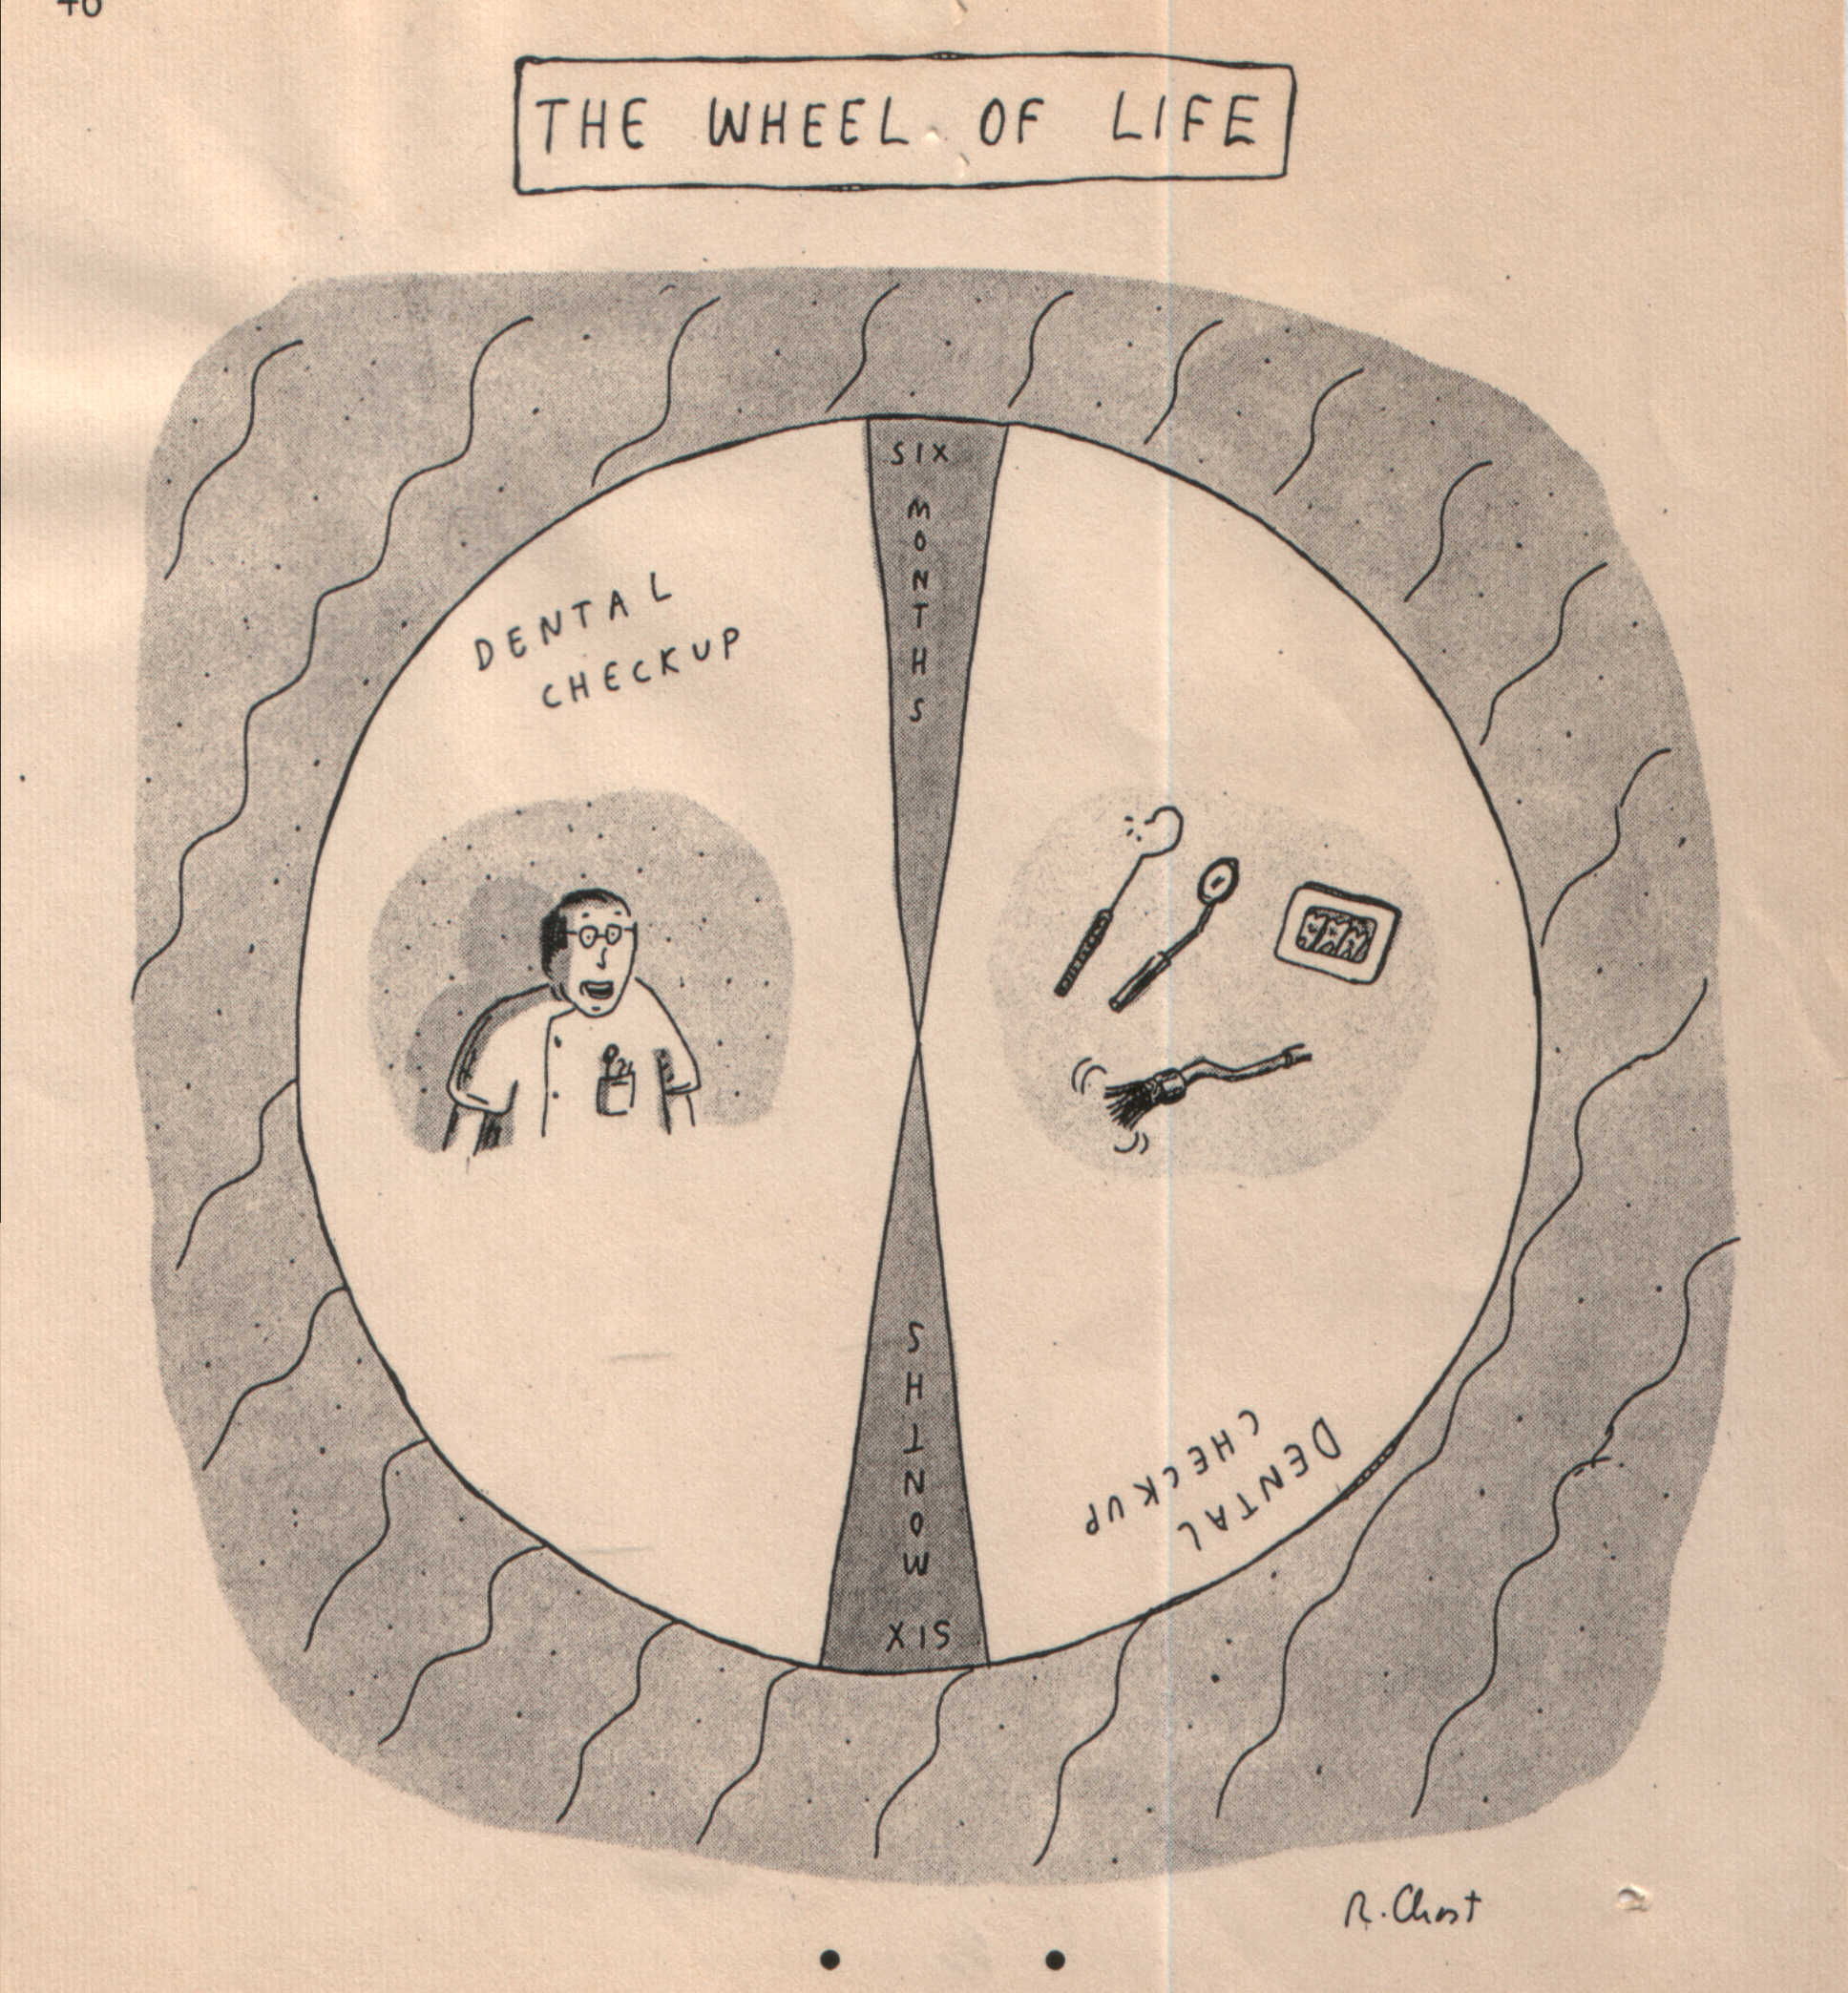 THE WHEEL OF LIFE
SIX
MONTHS
DENTAL
CHECKUP
DENTAL
CHECKUP
SIX
MONTHS
R. Chast